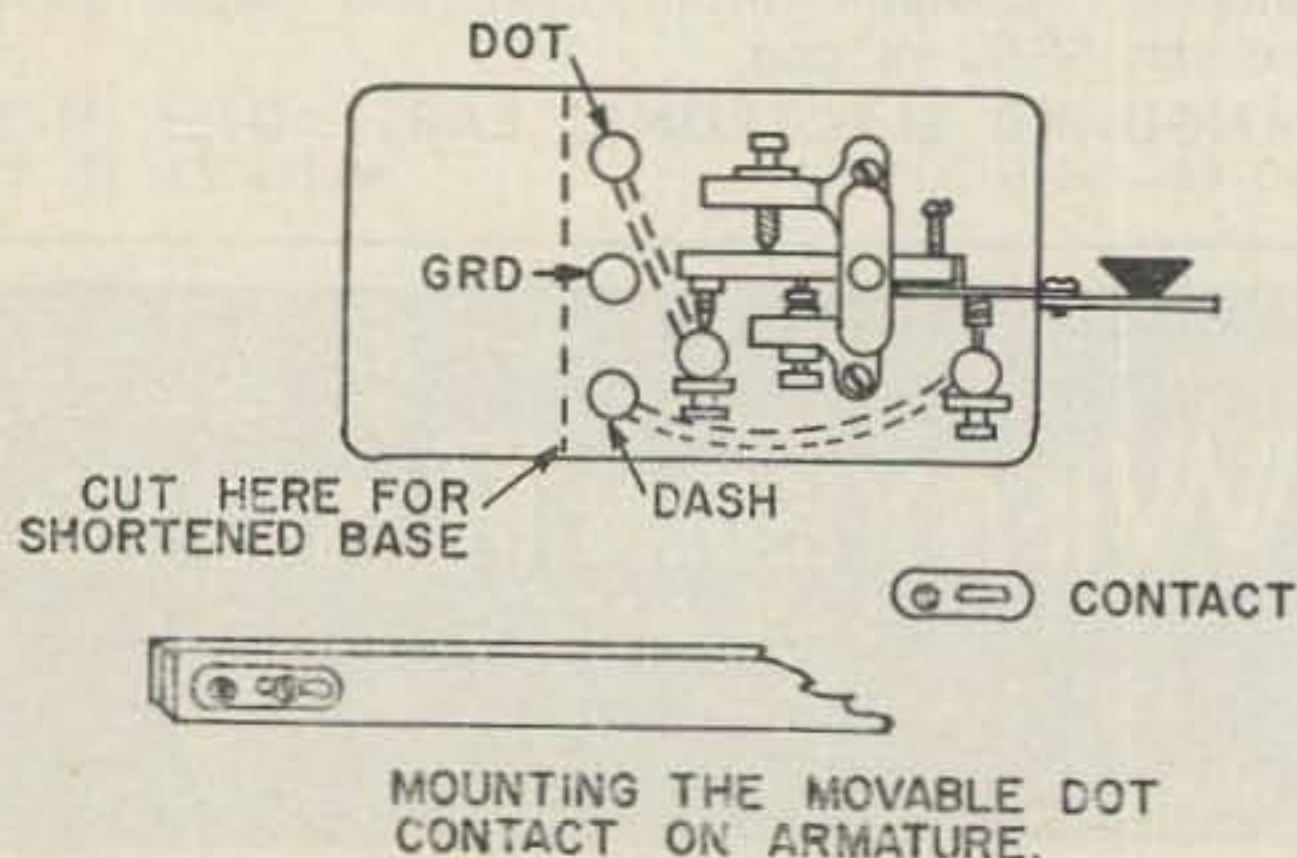 DOT
GRD
CUT HERE FOR
SHORTENED BASE
DASH
CONTACT
MOUNTING THE MOVABLE DOT
CONTACT ON ARMATURE.